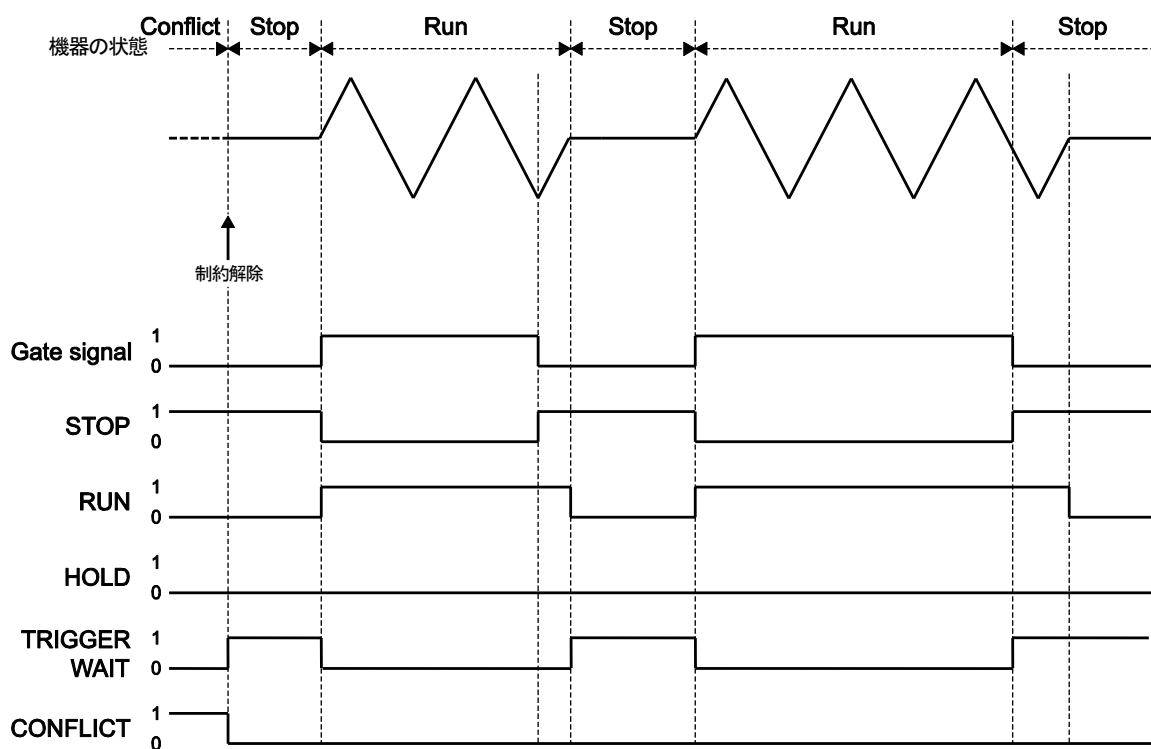 Conflict Stop Run Stop Run Stop
機器の状態
制約解除
Gate signal 1
0
STOP 1
0
RUN 1
0
HOLD 1
0
TRIGGER 1
WAIT 0
CONFLICT 1
0